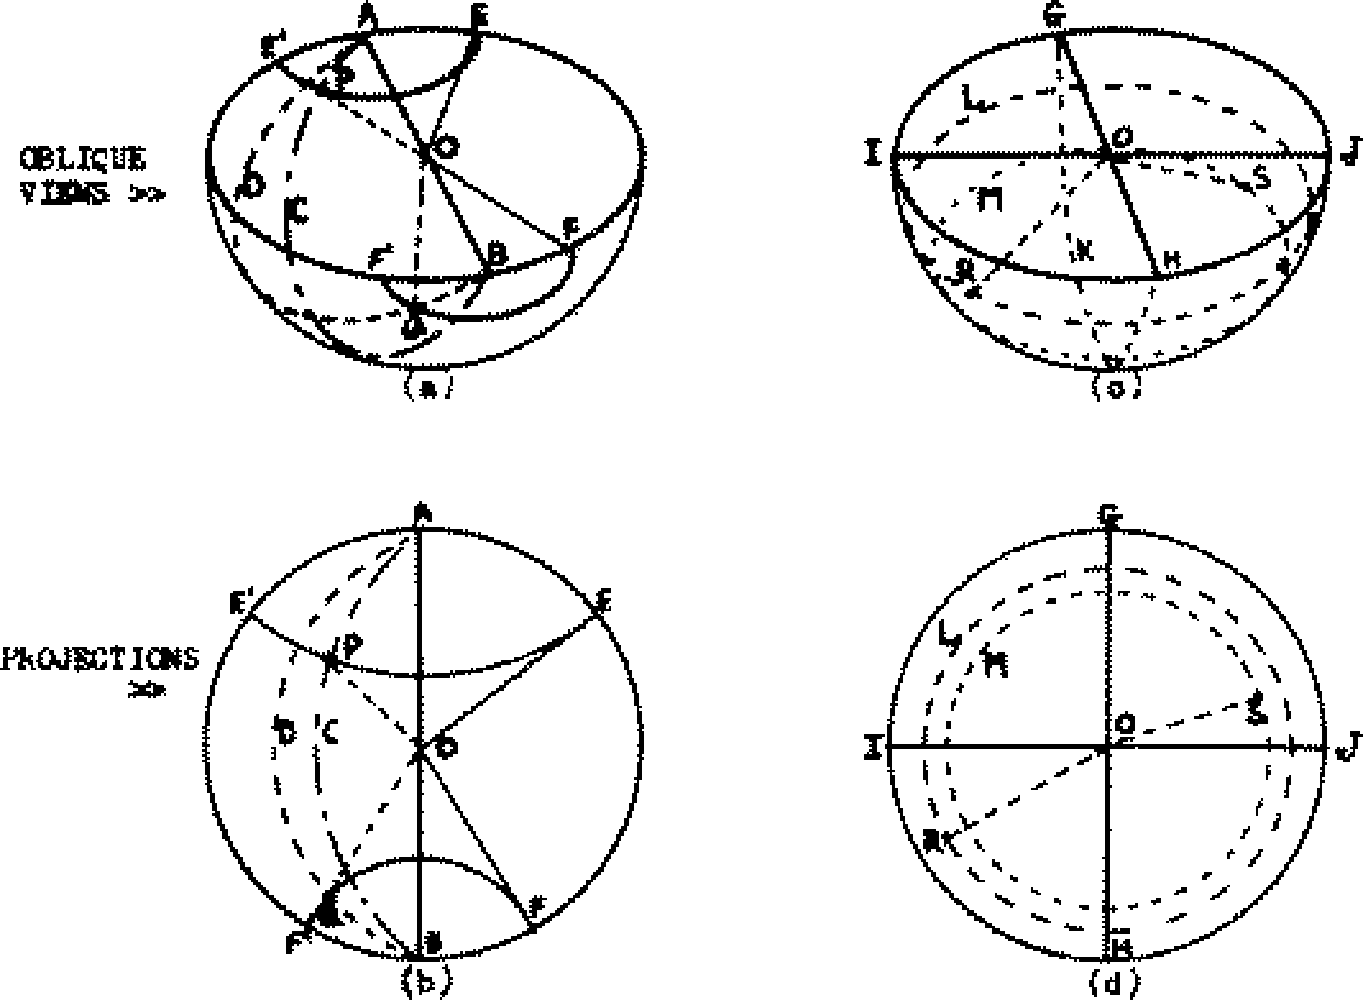 A E
E' P
OBLIQUE
VIEWS >>
D C O
F' B F
(a)
G
L
I O J
M S
R K H
(c)
A
E' E
P
PROJECTIONS
>>
D C O
F' B F
(b)
G
L
M
S
I O J
R
H
(d)